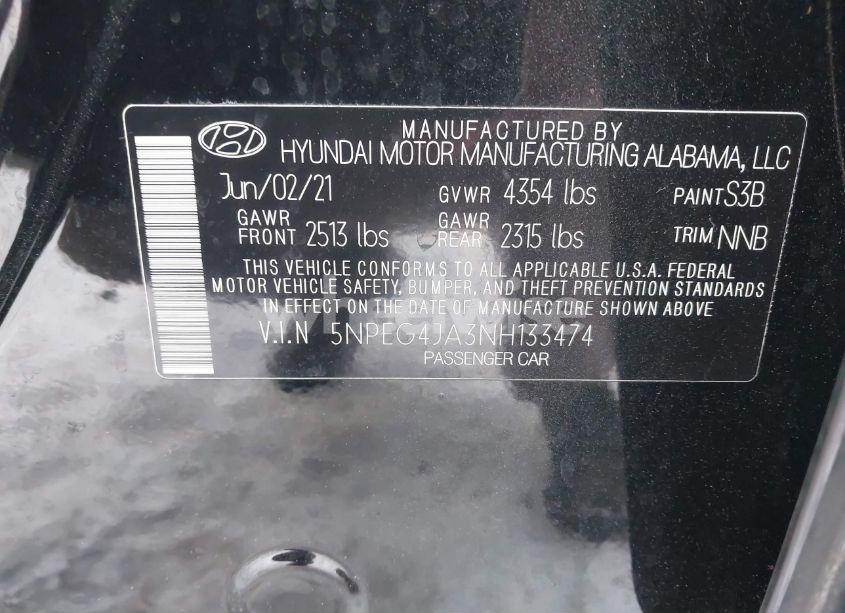 MANUFACTURED BY
HYUNDAI MOTOR MANUFACTURING ALABAMA, LLC
Jun/02/21 GVWR 4354 lbs PAINT S3B
GAWR FRONT 2513 lbs GAWR REAR 2315 lbs TRIM NNB
THIS VEHICLE CONFORMS TO ALL APPLICABLE U.S.A. FEDERAL
MOTOR VEHICLE SAFETY, BUMPER, AND THEFT PREVENTION STANDARDS
IN EFFECT ON THE DATE OF MANUFACTURE SHOWN ABOVE
V.I.N 5NPEG4JA3NH133474
PASSENGER CAR